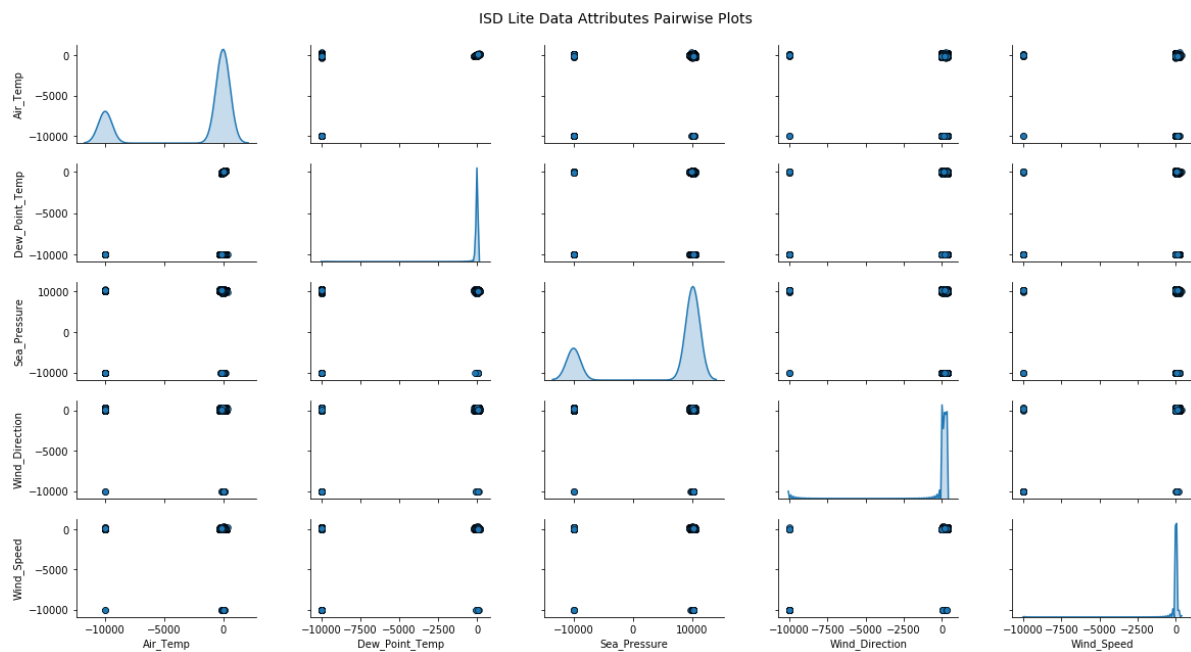 ISD Lite Data Attributes Pairwise Plots
0
−5000
−10000
Air_Temp
0
−5000
−10000
Dew_Point_Temp
10000
0
−10000
Sea_Pressure
0
−5000
−10000
Wind_Direction
0
−5000
−10000
Wind_Speed
−10000 −5000 0
Air_Temp
−10000 −7500 −5000 −2500 0
Dew_Point_Temp
−10000 0 10000
Sea_Pressure
−10000 −7500 −5000 −2500 0
Wind_Direction
−10000 −7500 −5000 −2500 0
Wind_Speed